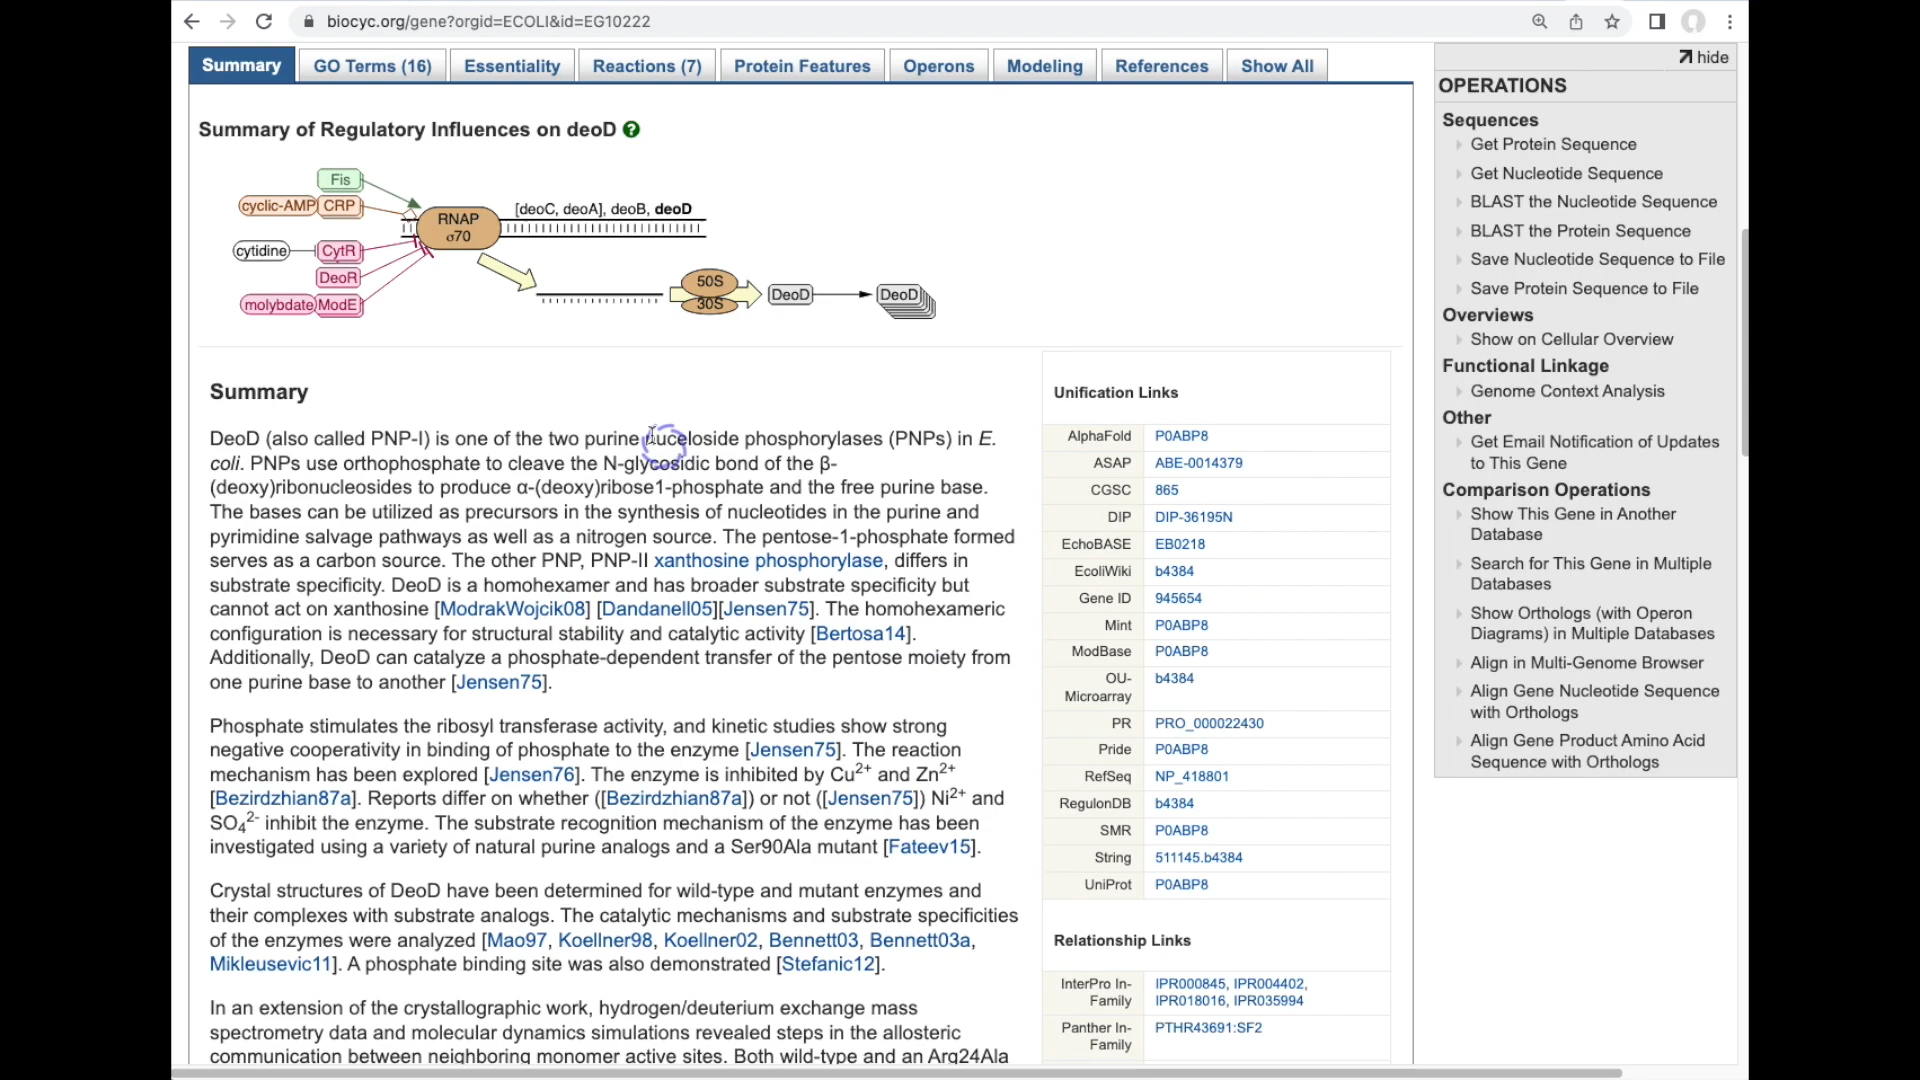 biocyc.org/gene?orgid=ECOLI&id=EG10222
Summary
GO Terms (16)
Essentiality
Reactions (7)
Protein Features
Operons
Modeling
References
Show All
Summary of Regulatory Influences on deoD ?
Fis
cyclic-AMP CRP
cytidine CytR
DeoR
molybdate ModE
RNAP
σ70
[deoC, deoA], deoB, deoD
50S
30S
DeoD
DeoD
Summary
DeoD (also called PNP-I) is one of the two purine nuceloside phosphorylases (PNPs) in E.
coli. PNPs use orthophosphate to cleave the N-glycosidic bond of the β-
(deoxy)ribonucleosides to produce α-(deoxy)ribose1-phosphate and the free purine base.
The bases can be utilized as precursors in the synthesis of nucleotides in the purine and
pyrimidine salvage pathways as well as a nitrogen source. The pentose-1-phosphate formed
serves as a carbon source. The other PNP, PNP-II xanthosine phosphorylase, differs in
substrate specificity. DeoD is a homohexamer and has broader substrate specificity but
cannot act on xanthosine [ModrakWojcik08] [Dandanell05][Jensen75]. The homohexameric
configuration is necessary for structural stability and catalytic activity [Bertosa14].
Additionally, DeoD can catalyze a phosphate-dependent transfer of the pentose moiety from
one purine base to another [Jensen75].
Phosphate stimulates the ribosyl transferase activity, and kinetic studies show strong
negative cooperativity in binding of phosphate to the enzyme [Jensen75]. The reaction
mechanism has been explored [Jensen76]. The enzyme is inhibited by Cu2+ and Zn2+
[Bezirdzhian87a]. Reports differ on whether ([Bezirdzhian87a]) or not ([Jensen75]) Ni2+ and
SO42- inhibit the enzyme. The substrate recognition mechanism of the enzyme has been
investigated using a variety of natural purine analogs and a Ser90Ala mutant [Fateev15].
Crystal structures of DeoD have been determined for wild-type and mutant enzymes and
their complexes with substrate analogs. The catalytic mechanisms and substrate specificities
of the enzymes were analyzed [Mao97, Koellner98, Koellner02, Bennett03, Bennett03a,
Mikleusevic11]. A phosphate binding site was also demonstrated [Stefanic12].
In an extension of the crystallographic work, hydrogen/deuterium exchange mass
spectrometry data and molecular dynamics simulations revealed steps in the allosteric
communication between neighboring monomer active sites. Both wild-type and an Arg24Ala
Unification Links
AlphaFold P0ABP8
ASAP ABE-0014379
CGSC 865
DIP DIP-36195N
EchoBASE EB0218
EcoliWiki b4384
Gene ID 945654
Mint P0ABP8
ModBase P0ABP8
OU- b4384
Microarray
PR PRO_000022430
Pride P0ABP8
RefSeq NP_418801
RegulonDB b4384
SMR P0ABP8
String 511145.b4384
UniProt P0ABP8
Relationship Links
InterPro In- IPR000845, IPR004402,
Family IPR018016, IPR035994
Panther In- PTHR43691:SF2
Family
hide
OPERATIONS
Sequences
Get Protein Sequence
Get Nucleotide Sequence
BLAST the Nucleotide Sequence
BLAST the Protein Sequence
Save Nucleotide Sequence to File
Save Protein Sequence to File
Overviews
Show on Cellular Overview
Functional Linkage
Genome Context Analysis
Other
Get Email Notification of Updates
to This Gene
Comparison Operations
Show This Gene in Another
Database
Search for This Gene in Multiple
Databases
Show Orthologs (with Operon
Diagrams) in Multiple Databases
Align in Multi-Genome Browser
Align Gene Nucleotide Sequence
with Orthologs
Align Gene Product Amino Acid
Sequence with Orthologs